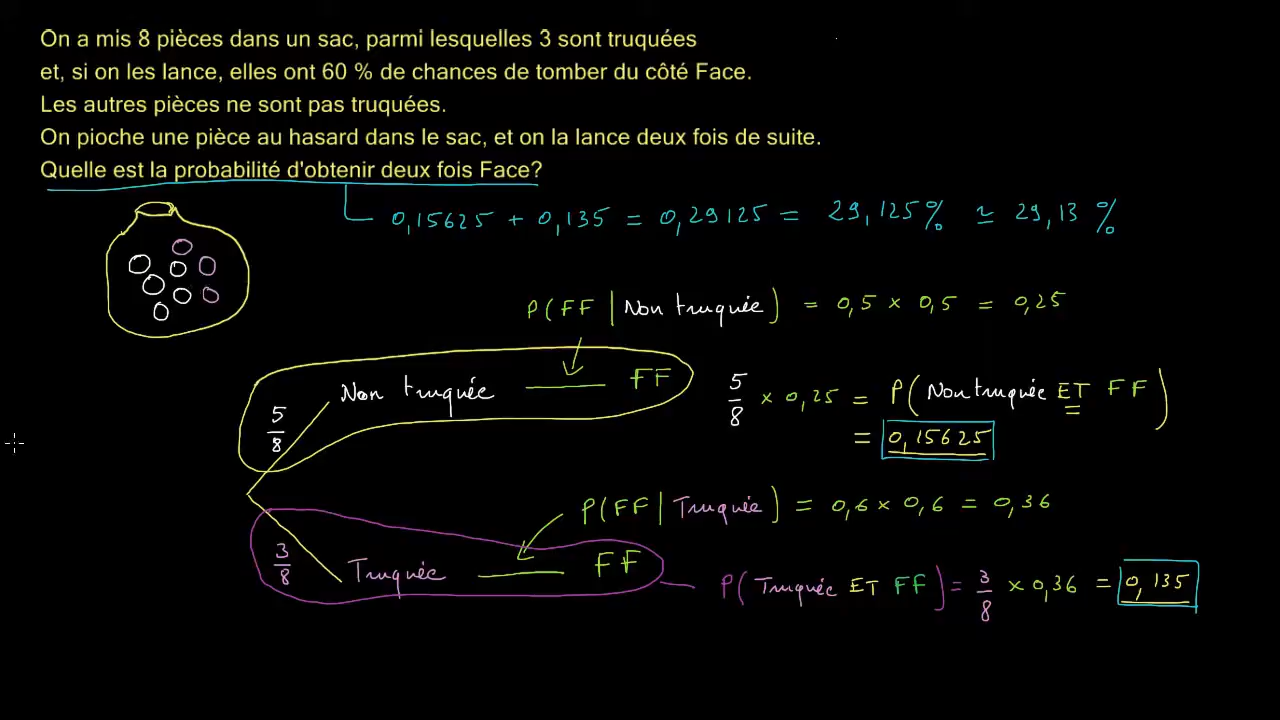 On a mis 8 pièces dans un sac, parmi lesquelles 3 sont truquées
et, si on les lance, elles ont 60 % de chances de tomber du côté Face.
Les autres pièces ne sont pas truquées.
On pioche une pièce au hasard dans le sac, et on la lance deux fois de suite.
Quelle est la probabilité d'obtenir deux fois Face?
0,15625 + 0,135 = 0,29125 = 29,125% ≃ 29,13 %
P(FF | Non truquée) = 0,5 × 0,5 = 0,25
5/8 Non truquée FF
5/8 × 0,25 = P(Non truquée ET FF)
= 0,15625
P(FF | Truquée) = 0,6 × 0,6 = 0,36
3/8 Truquée FF
P(Truquée ET FF) = 3/8 × 0,36 = 0,135